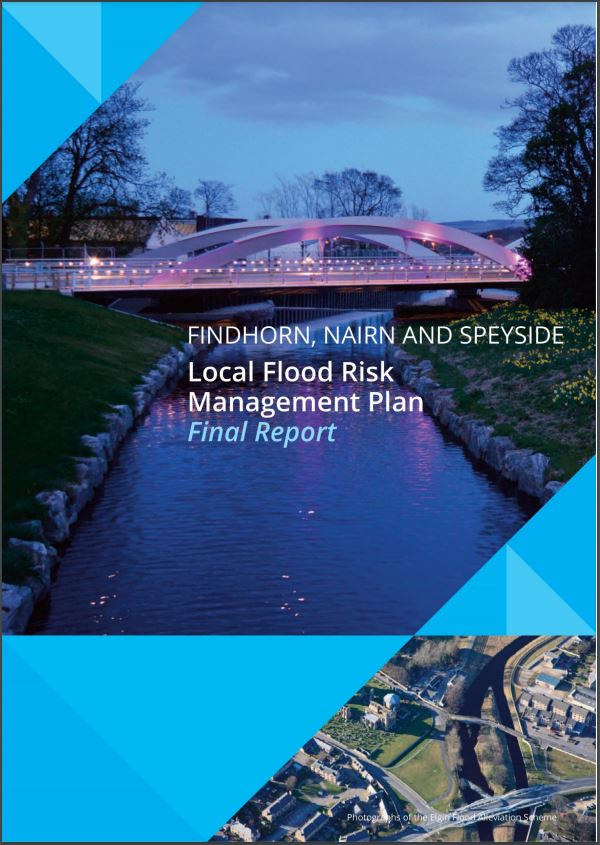 FINDHORN, NAIRN AND SPEYSIDE
Local Flood Risk
Management Plan
Final Report
Photographs of the Elgin Flood Alleviation Scheme